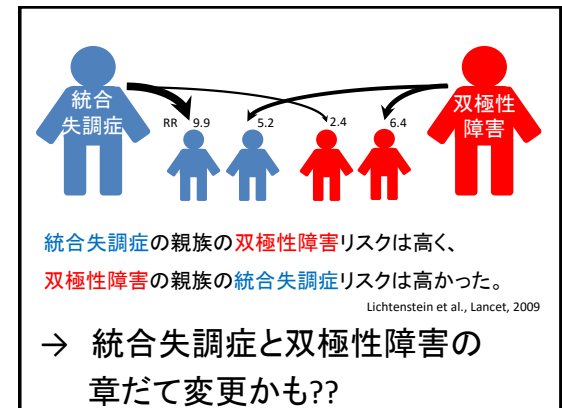 統合
失調症
双極性
障害
RR 9.9 5.2 2.4 6.4
統合失調症の親族の双極性障害リスクは高く、
双極性障害の親族の統合失調症リスクは高かった。
Lichtenstein et al., Lancet, 2009
→ 統合失調症と双極性障害の
章だて変更かも??